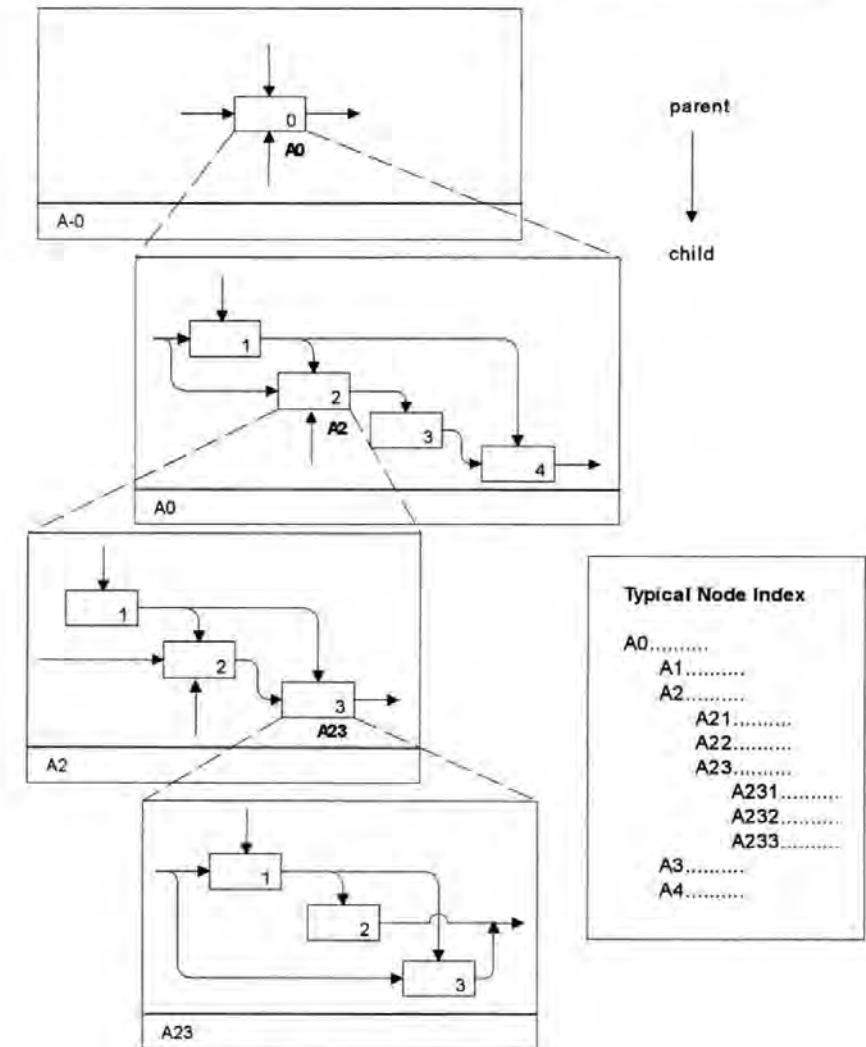 0
A0
A-0
parent
child
1
2
A2
3
4
A0
1
2
3
A23
A2
1
2
3
A23
Typical Node Index
A0..........
A1..........
A2..........
A21..........
A22..........
A23..........
A231..........
A232..........
A233..........
A3..........
A4..........